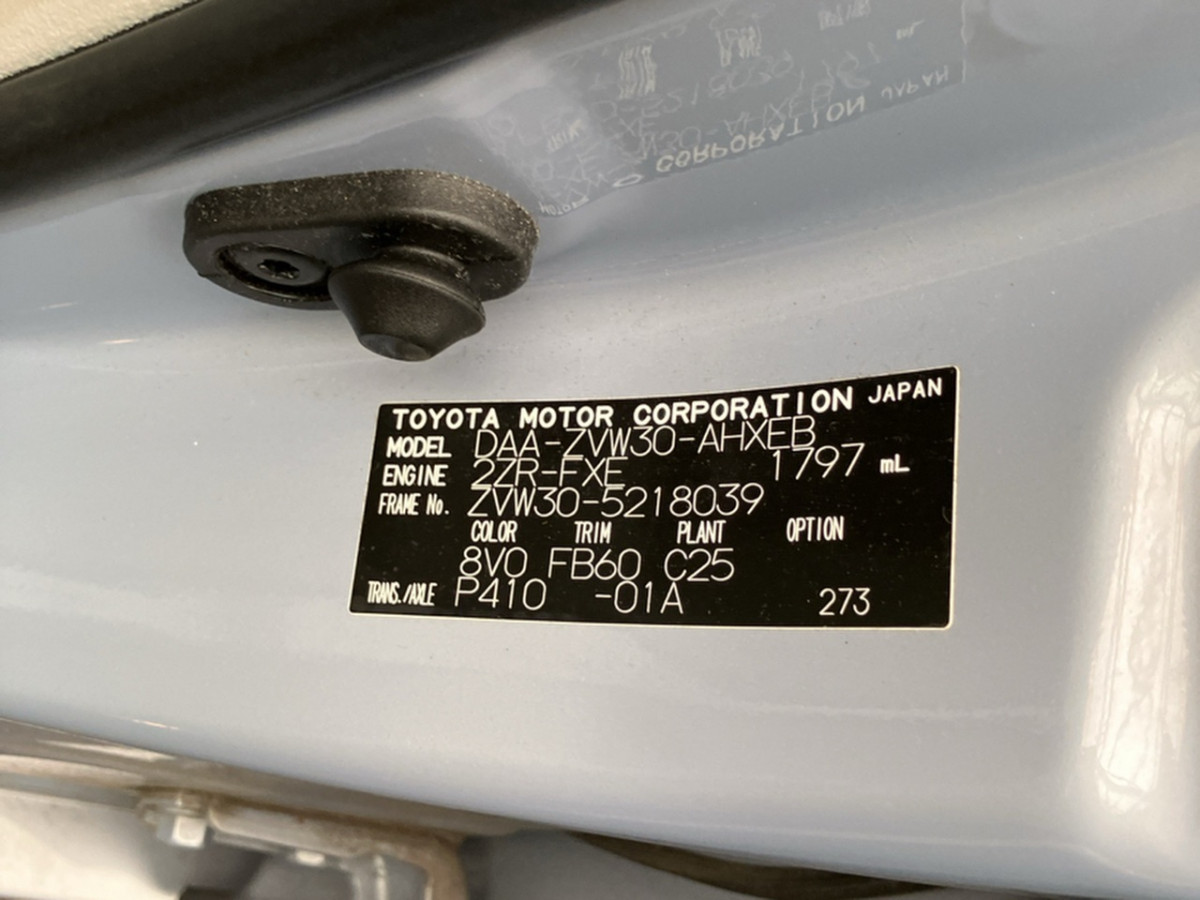 TOYOTA MOTOR CORPORATION JAPAN
MODEL DAA-ZVW30-AHXEB
ENGINE 2ZR-FXE 1797 mL
FRAME No. ZVW30-5218039
COLOR TRIM PLANT OPTION
8V0 FB60 C25
TRANS./AXLE P410 -01A 273